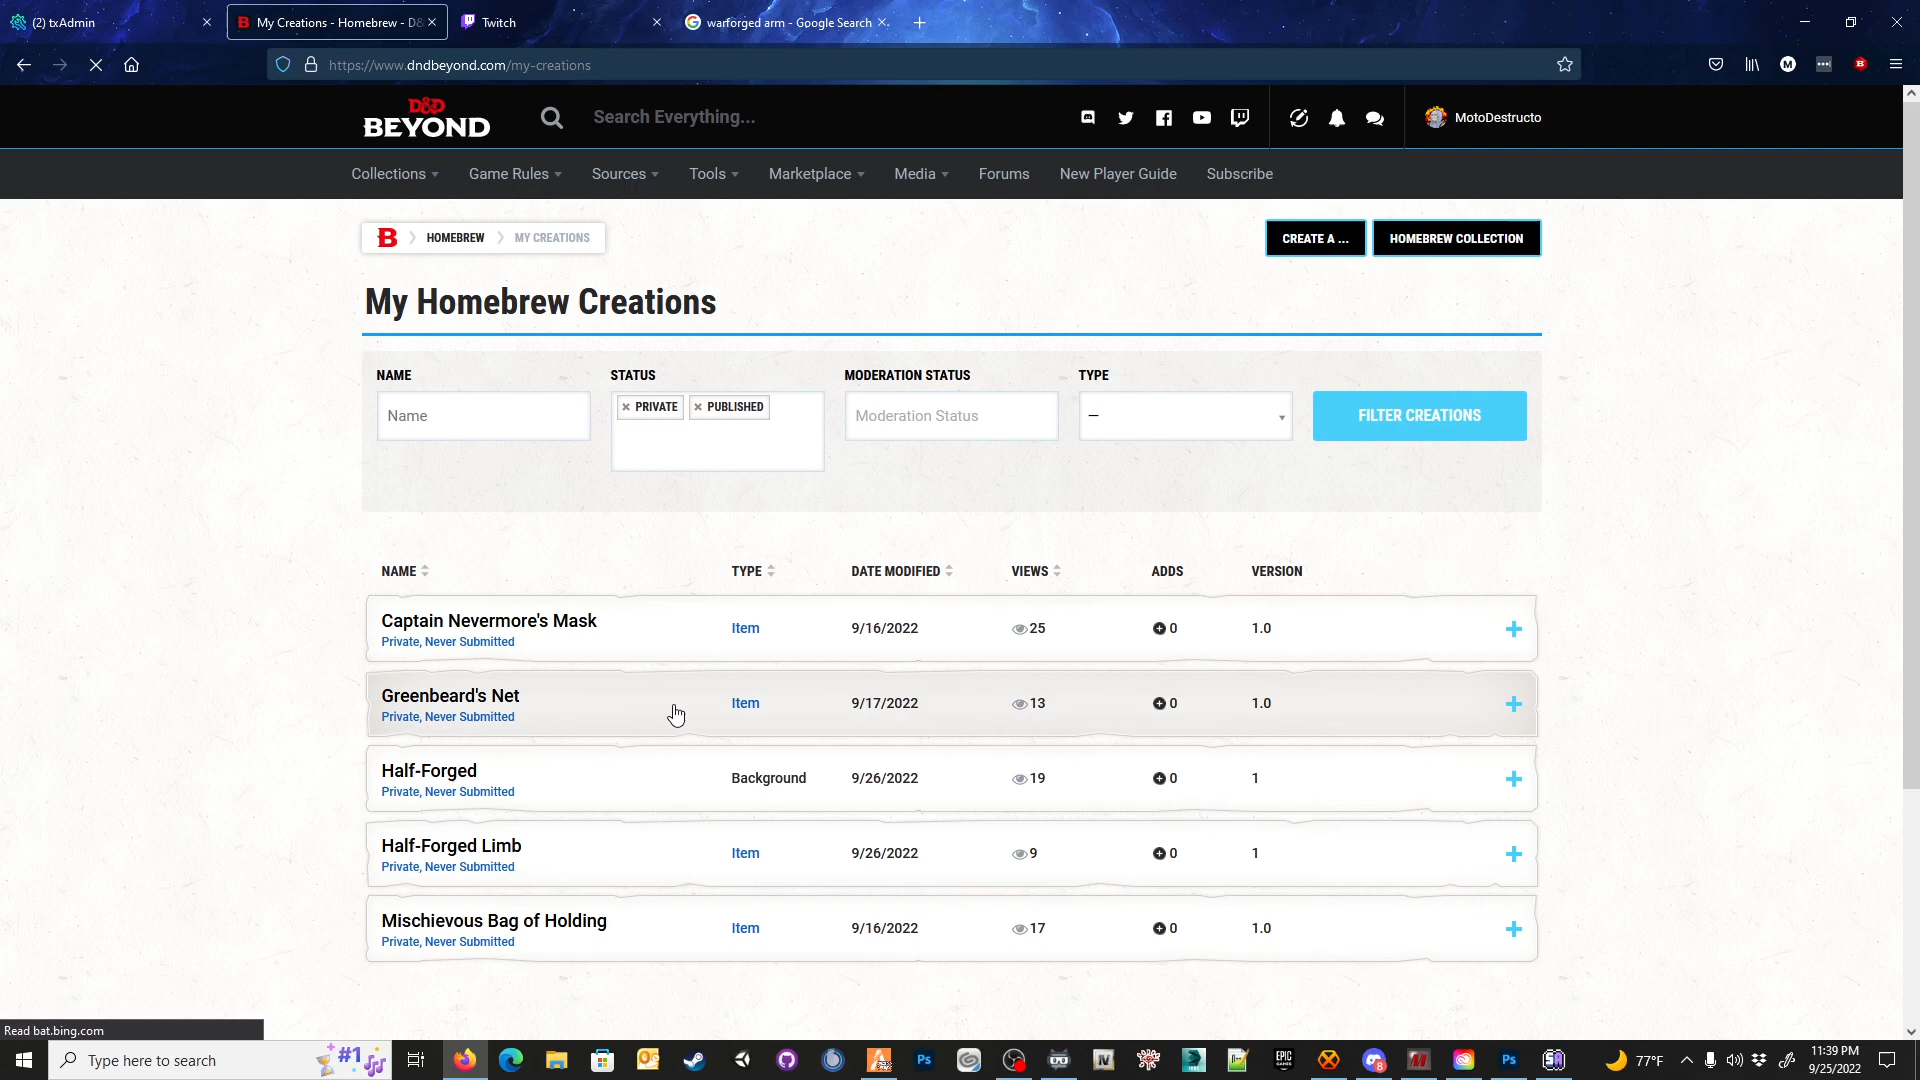 (2) txAdmin
My Creations - Homebrew - D&
Twitch
warforged arm - Google Search
https://www.dndbeyond.com/my-creations
D&D
BEYOND
Search Everything...
MotoDestructo
Collections
Game Rules
Sources
Tools
Marketplace
Media
Forums
New Player Guide
Subscribe
B
HOMEBREW
MY CREATIONS
CREATE A ...
HOMEBREW COLLECTION
My Homebrew Creations
NAME
STATUS
MODERATION STATUS
TYPE
Name
× PRIVATE
× PUBLISHED
Moderation Status
—
FILTER CREATIONS
NAME TYPE DATE MODIFIED VIEWS ADDS VERSION
Captain Nevermore's Mask
Private, Never Submitted
Item 9/16/2022 25 0 1.0
Greenbeard's Net
Private, Never Submitted
Item 9/17/2022 13 0 1.0
Half-Forged
Private, Never Submitted
Background 9/26/2022 19 0 1
Half-Forged Limb
Private, Never Submitted
Item 9/26/2022 9 0 1
Mischievous Bag of Holding
Private, Never Submitted
Item 9/16/2022 17 0 1.0
Read bat.bing.com
Type here to search
#1
77°F
11:39 PM
9/25/2022